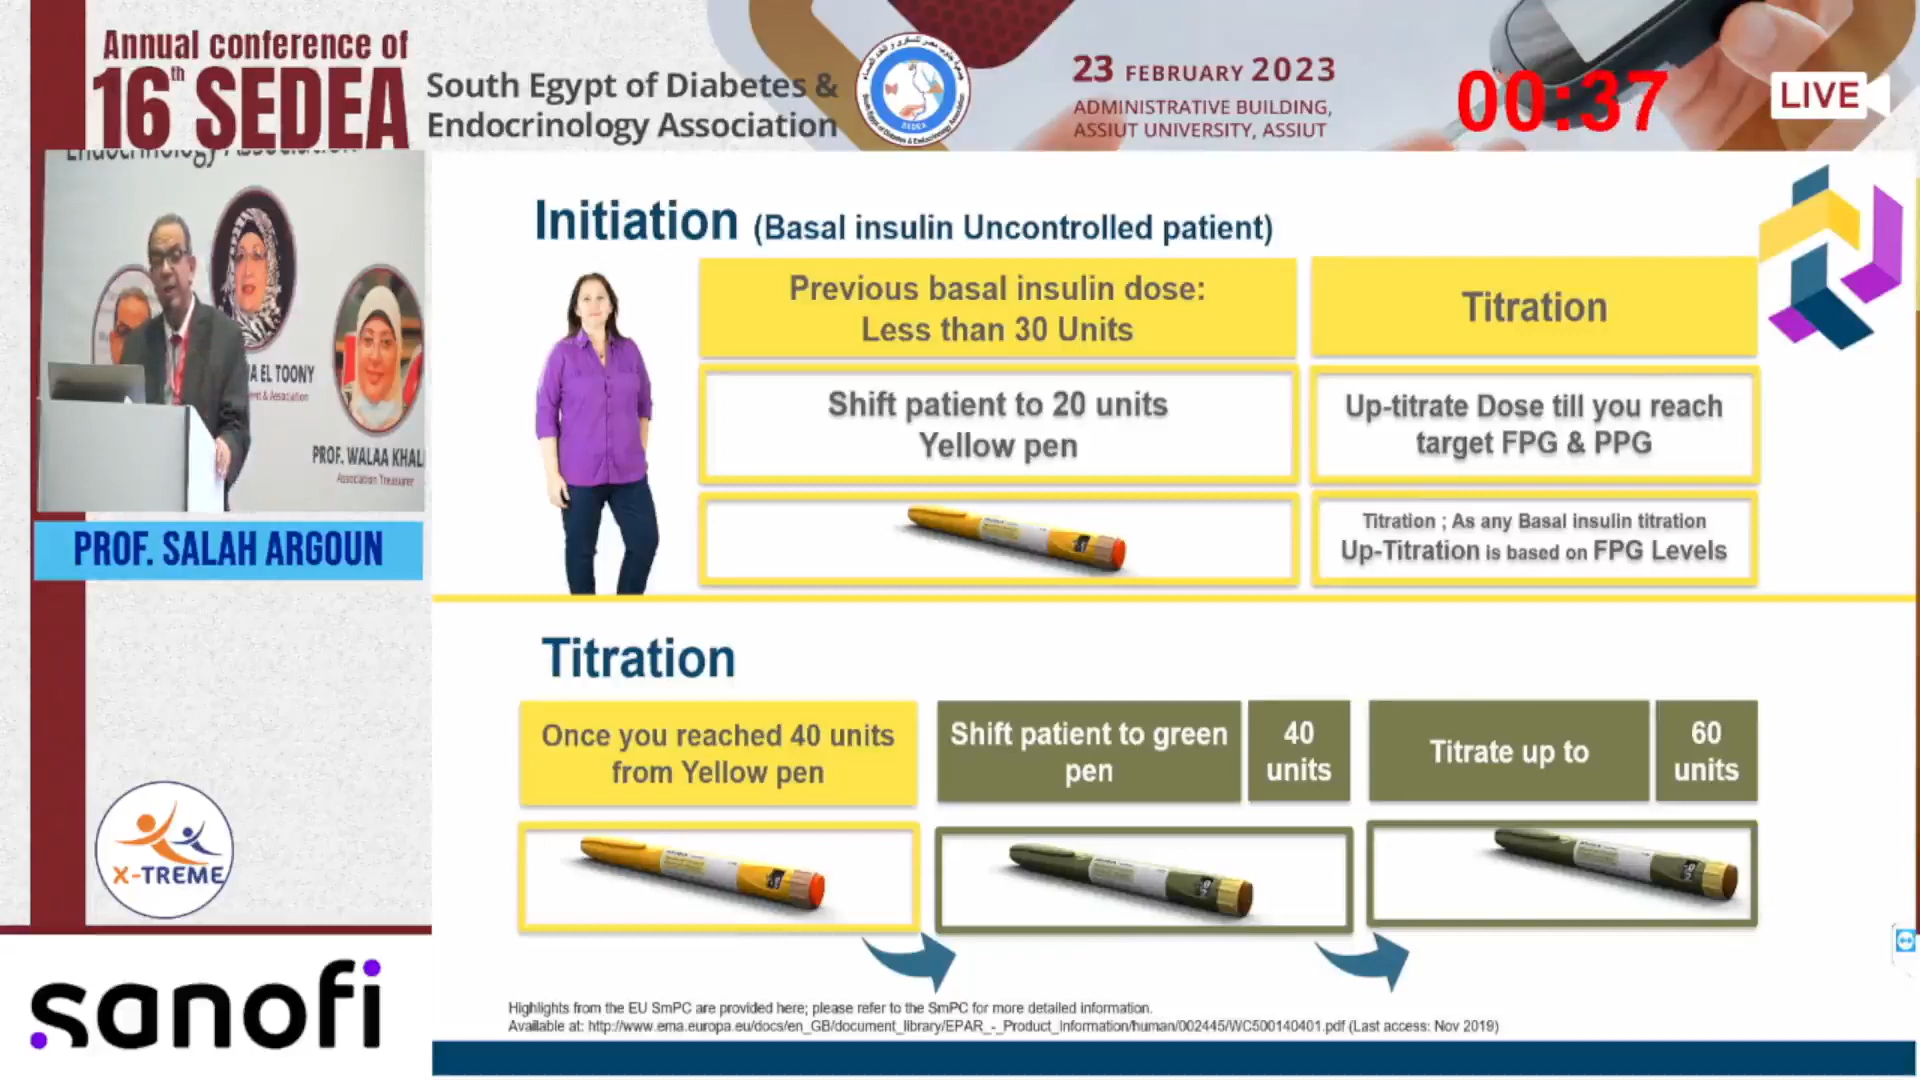 Annual conference of
16th SEDEA
South Egypt of Diabetes &
Endocrinology Association
SEDEA
23 FEBRUARY 2023
ADMINISTRATIVE BUILDING,
ASSIUT UNIVERSITY, ASSIUT
00:37
LIVE
Endocrinology Association
A EL TOONY
PROF. WALAA KHAL
Association Treasurer
PROF. SALAH ARGOUN
X-TREME
sanofi
Initiation (Basal insulin Uncontrolled patient)
Previous basal insulin dose:
Less than 30 Units
Titration
Shift patient to 20 units
Yellow pen
Up-titrate Dose till you reach
target FPG & PPG
Titration ; As any Basal insulin titration
Up-Titration is based on FPG Levels
Titration
Once you reached 40 units
from Yellow pen
Shift patient to green
pen
40
units
Titrate up to
60
units
Highlights from the EU SmPC are provided here; please refer to the SmPC for more detailed information.
Available at: http://www.ema.europa.eu/docs/en_GB/document_library/EPAR_-_Product_Information/human/002445/WC500140401.pdf (Last access: Nov 2019)